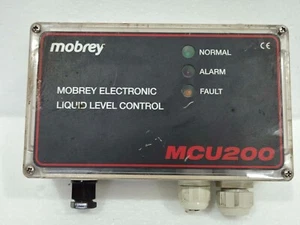 mobrey
NORMAL
CE
ALARM
FAULT
MOBREY ELECTRONIC
LIQUID LEVEL CONTROL
MCU200